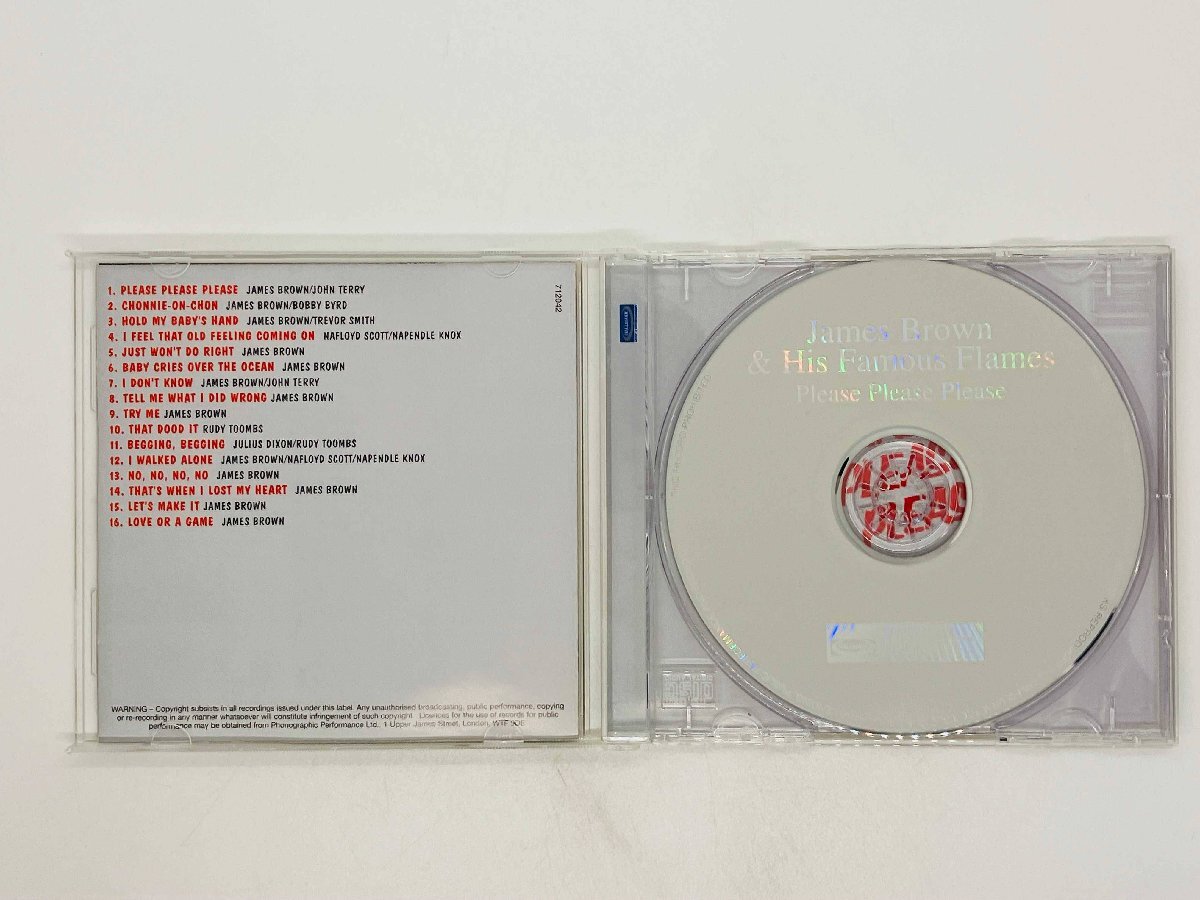 1. PLEASE PLEASE PLEASE JAMES BROWN/JOHN TERRY
2. CHONNIE-ON-CHON JAMES BROWN/BOBBY BYRD
3. HOLD MY BABY'S HAND JAMES BROWN/TREVOR SMITH
4. I FEEL THAT OLD FEELING COMING ON NAFLOYD SCOTT/NAPENDLE KNOX
5. JUST WON'T DO RIGHT JAMES BROWN
6. BABY CRIES OVER THE OCEAN JAMES BROWN
7. I DON'T KNOW JAMES BROWN/JOHN TERRY
8. TELL ME WHAT I DID WRONG JAMES BROWN
9. TRY ME JAMES BROWN
10. THAT DOOD IT RUDY TOOMBS
11. BEGGING, BEGGING JULIUS DIXON/RUDY TOOMBS
12. I WALKED ALONE JAMES BROWN/NAFLOYD SCOTT/NAPENDLE KNOX
13. NO, NO, NO, NO JAMES BROWN
14. THAT'S WHEN I LOST MY HEART JAMES BROWN
15. LET'S MAKE IT JAMES BROWN
16. LOVE OR A GAME JAMES BROWN
712942
WARNING – Copyright subsists in all recordings issued under this label. Any unauthorised broadcasting, public performance, copying
or re-recording in any manner whatsoever will constitute infringement of such copyright. Licences for the use of records for public
performance may be obtained from Phonographic Performance Ltd., 1 Upper James Street, London,
James Brown
& His Famous Flames
Please Please Please